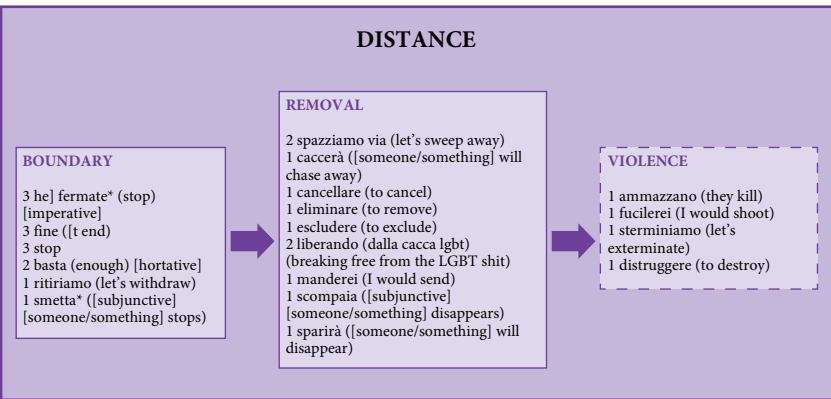 DISTANCE
BOUNDARY
3 he] fermate* (stop)
[imperative]
3 fine ([t end)
3 stop
2 basta (enough) [hortative]
1 ritiriamo (let's withdraw)
1 smetta* ([subjunctive]
[someone/something] stops)
REMOVAL
2 spazziamo via (let's sweep away)
1 caccerà ([someone/something] will
chase away)
1 cancellare (to cancel)
1 eliminare (to remove)
1 escludere (to exclude)
2 liberando (dalla cacca lgbt)
(breaking free from the LGBT shit)
1 manderei (I would send)
1 scompaia ([subjunctive]
[someone/something] disappears)
1 sparirà ([someone/something] will
disappear)
VIOLENCE
1 ammazzano (they kill)
1 fucilerei (I would shoot)
1 sterminiamo (let's
exterminate)
1 distruggere (to destroy)